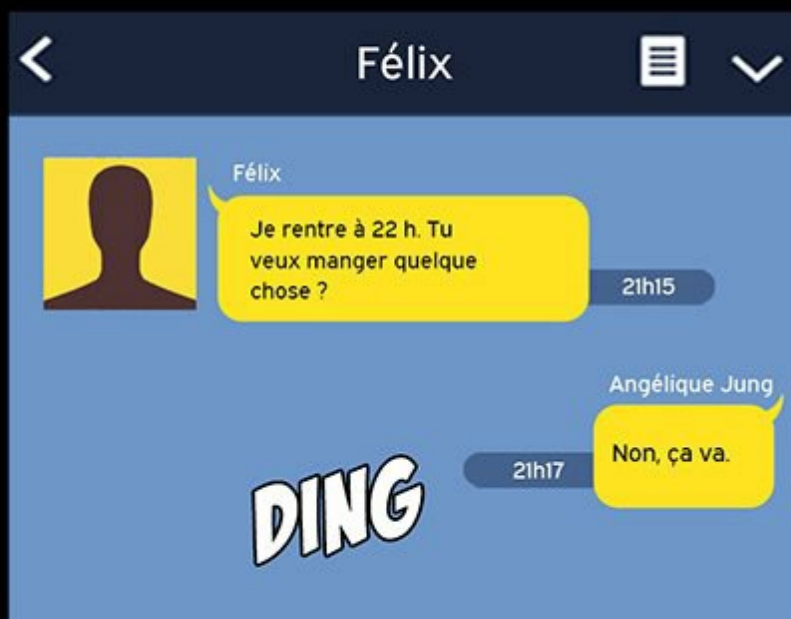 Félix
Félix
Je rentre à 22 h. Tu
veux manger quelque
chose ?
21h15
Angélique Jung
Non, ça va.
21h17
DING